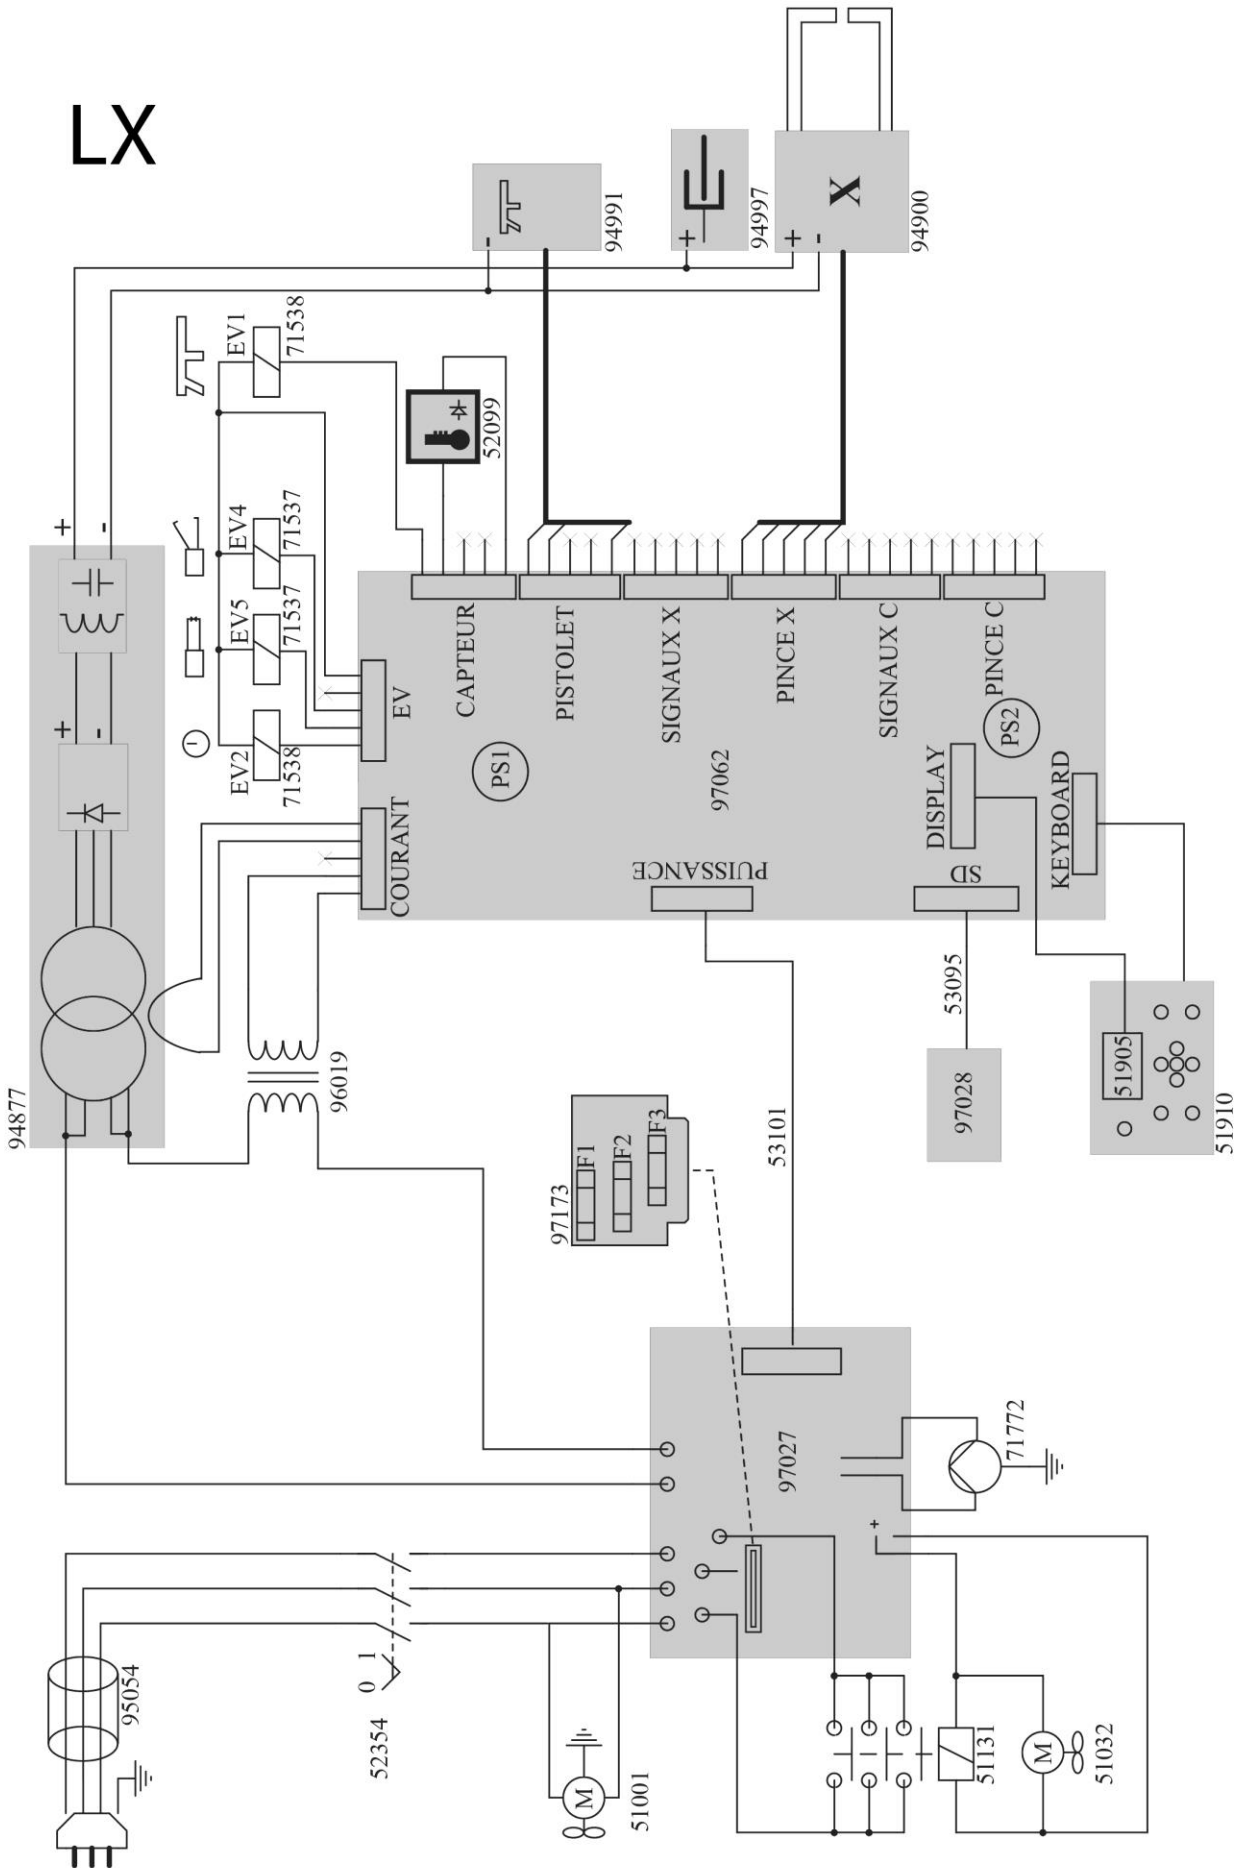 LX
94877
+
-
+
-
EV2
71538
EV5
71537
EV4
71537
EV1
71538
-
94991
+
94997
X
+
-
94900
52099
96019
COURANT
EV
CAPTEUR
PISTOLET
SIGNAUX X
PINCE X
SIGNAUX C
PINCE C
PS1
PS2
97062
PUISSANCE
DISPLAY
SD
KEYBOARD
53095
97028
51905
51910
53101
97173
F1
F2
F3
97027
+
71772
95054
0 1
52354
M
51001
51131
M
51032